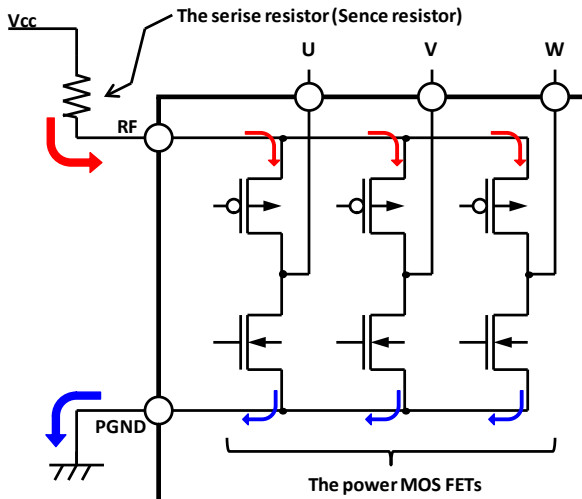 Vcc
The serise resistor (Sence resistor)
U
V
W
RF
PGND
The power MOS FETs